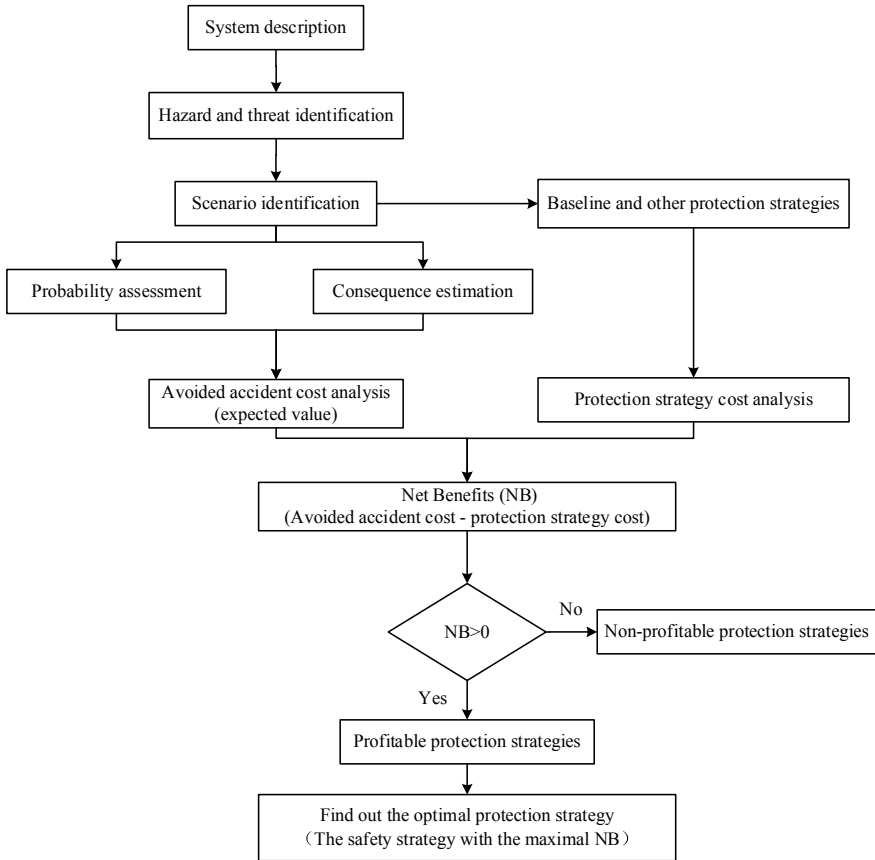 System description
Hazard and threat identification
Scenario identification
Baseline and other protection strategies
Probability assessment
Consequence estimation
Avoided accident cost analysis
(expected value)
Protection strategy cost analysis
Net Benefits (NB)
(Avoided accident cost - protection strategy cost)
NB>0
No
Non-profitable protection strategies
Yes
Profitable protection strategies
Find out the optimal protection strategy
（The safety strategy with the maximal NB）